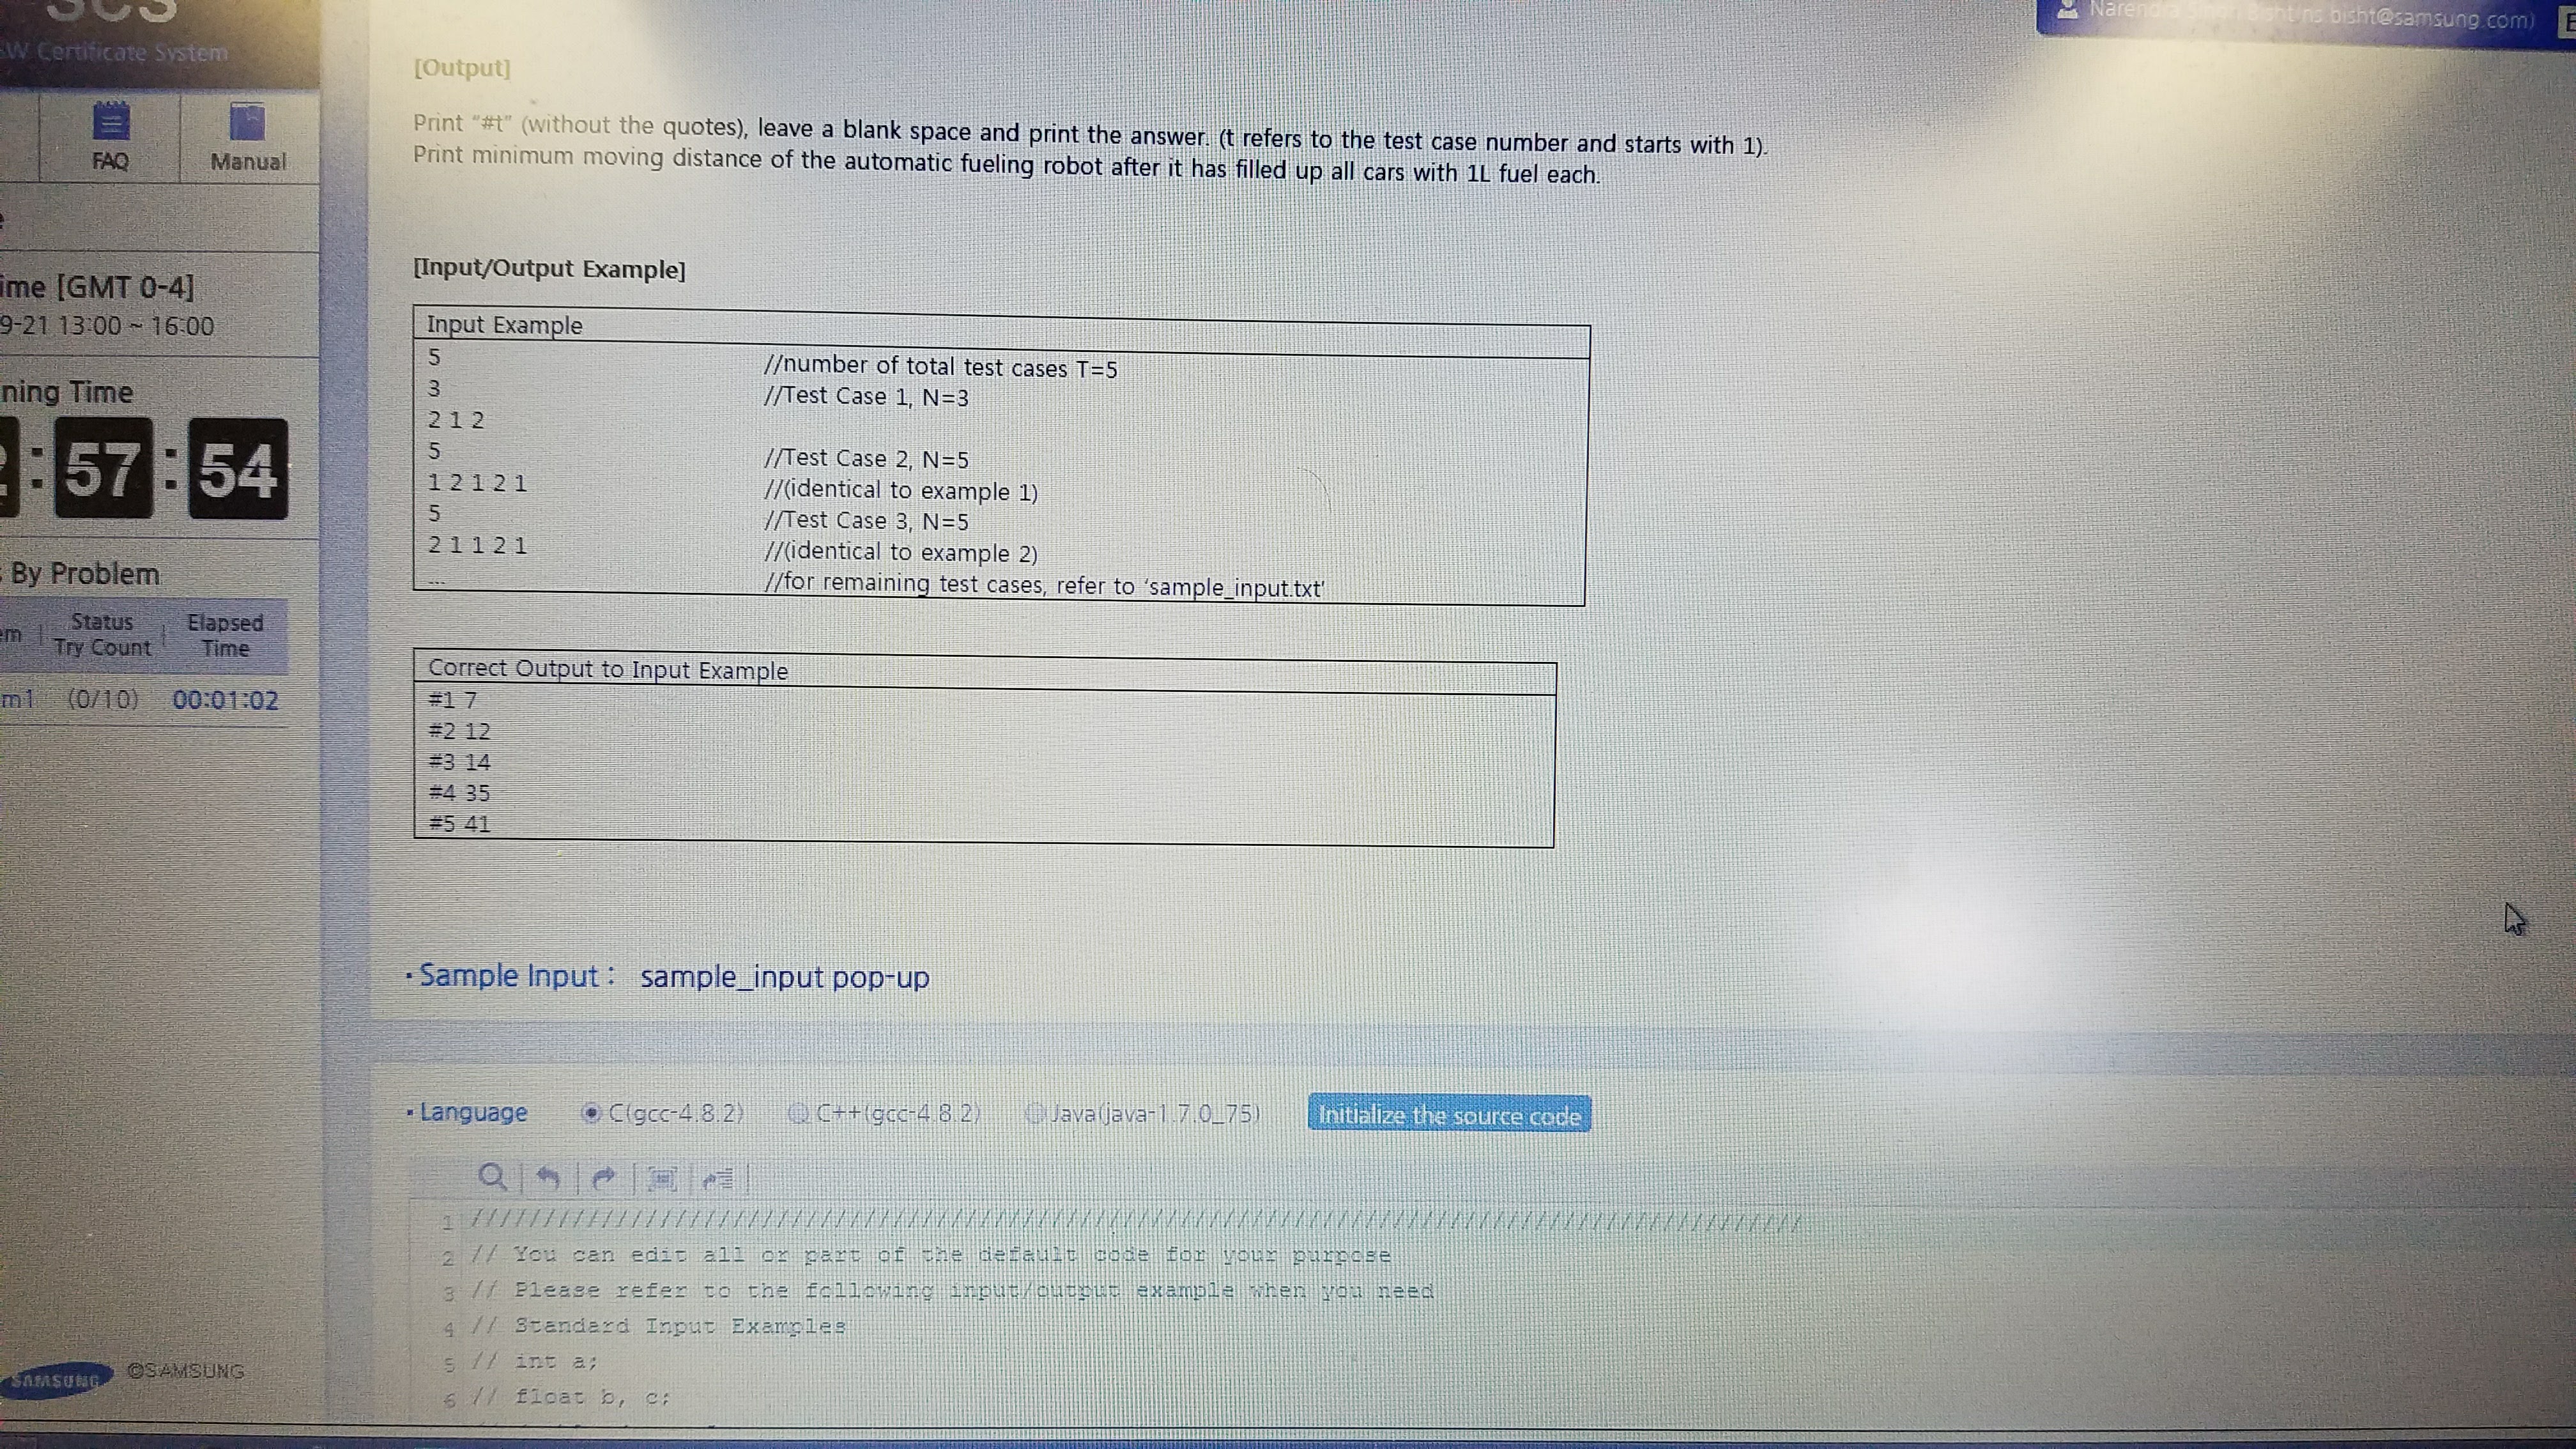 SCS
W Certificate System
bisht@samsung.com)
FAQ
Manual
[GMT 0-4]
9-21 13:00 ~ 16:00
Time
57 : 54
By Problem
Status
Try Count
Elapsed
Time
m1 (0/10) 00:01:02
SAMSUNG
©SAMSUNG
[Output]
Print "#t" (without the quotes), leave a blank space and print the answer. (t refers to the test case number and starts with 1).
Print minimum moving distance of the automatic fueling robot after it has filled up all cars with 1L fuel each.
[Input/Output Example]
Input Example
5 //number of total test cases T=5
3 //Test Case 1, N=3
2 1 2
5 //Test Case 2, N=5
1 2 1 2 1 //(identical to example 1)
5 //Test Case 3, N=5
2 1 1 2 1 //(identical to example 2)
... //for remaining test cases, refer to 'sample_input.txt'
Correct Output to Input Example
#1 7
#2 12
#3 14
#4 35
#5 41
· Sample Input : sample_input pop-up
· Language C(gcc-4.8.2) C++(gcc-4.8.2) Java(java-1.7.0_75) Initialize the source code
1 //////////////////////////////////////////////////////////////////////////////////////////
2 // You can edit all or part of the default code for your purpose
3 // Please refer to the following input/output example when you need
4 // Standard Input Examples
5 // int a;
6 // float b, c;